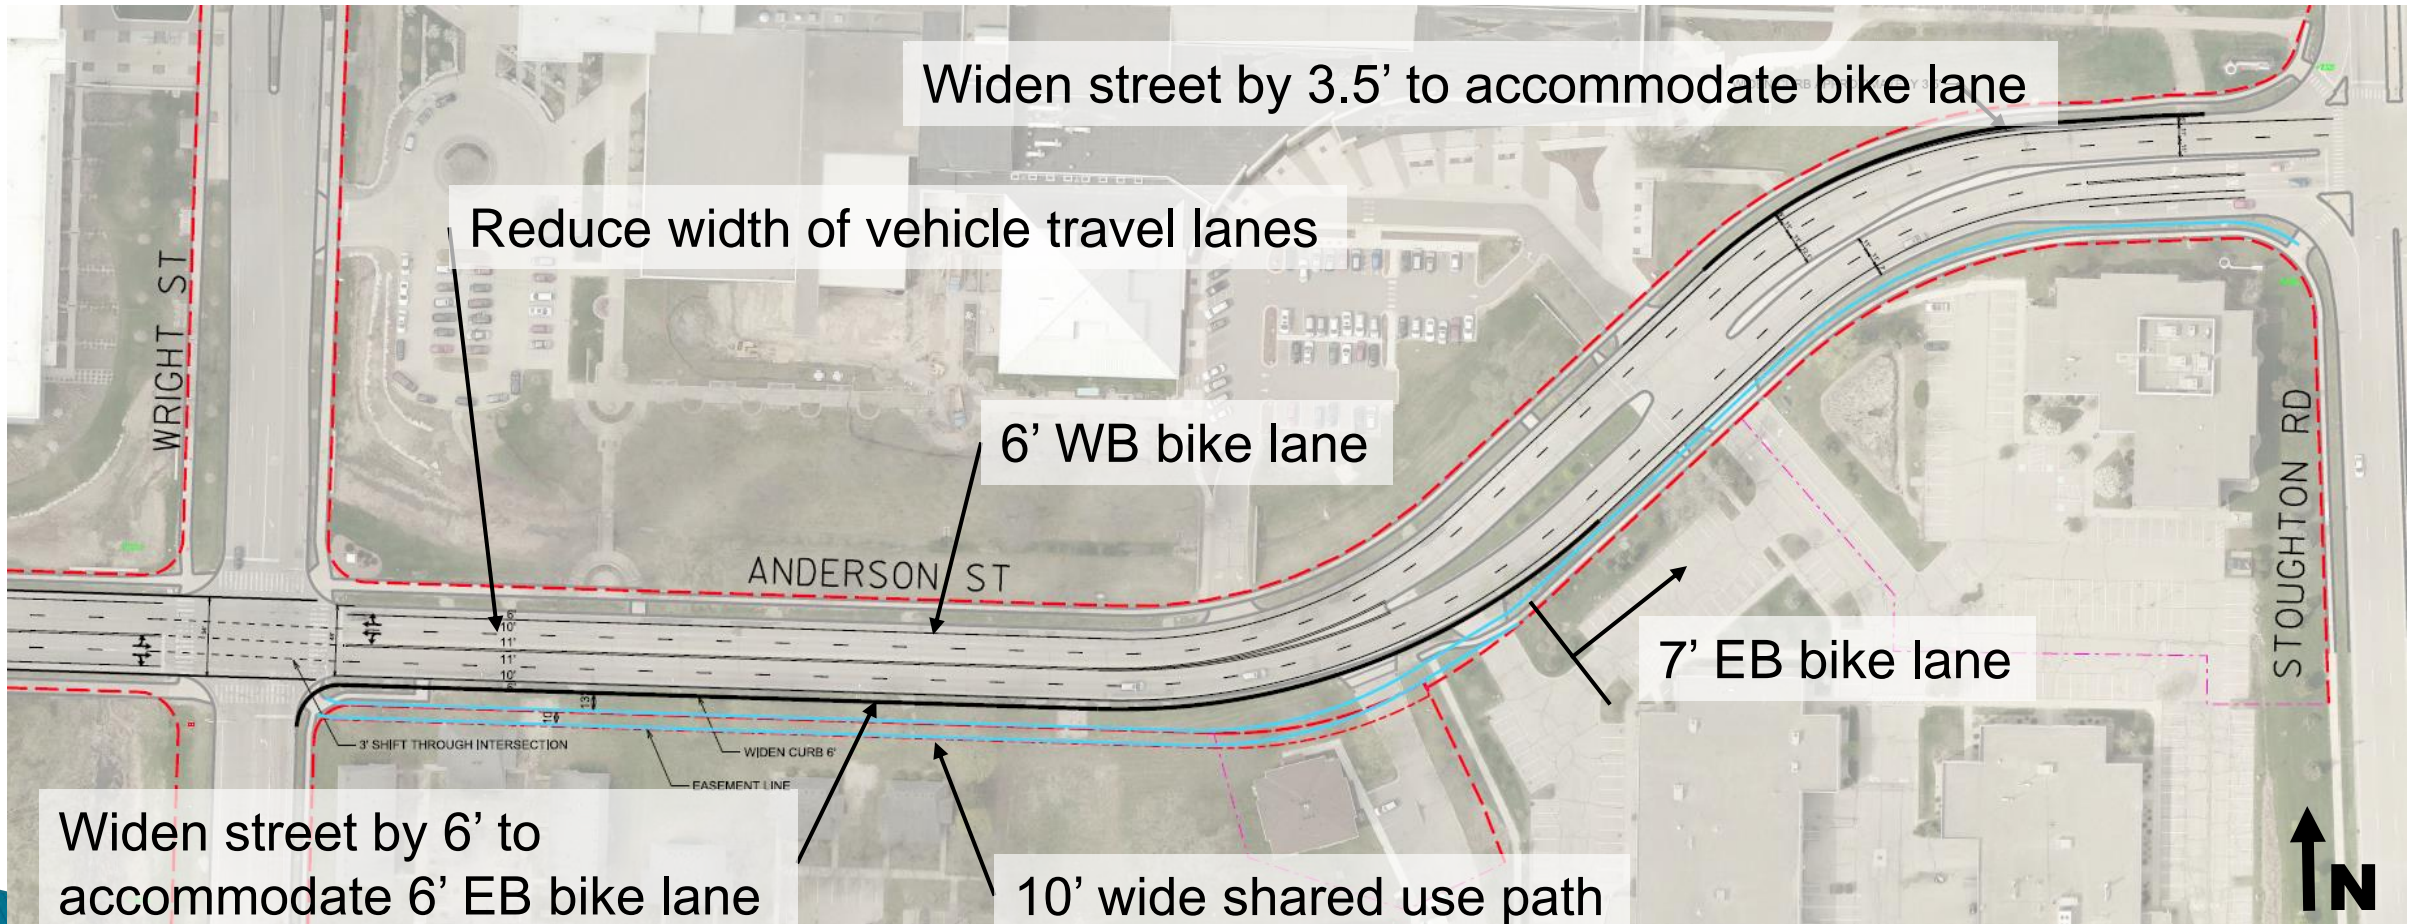 Widen street by 3.5’ to accommodate bike lane
Reduce width of vehicle travel lanes
WRIGHT ST
6’ WB bike lane
STOUGHTON RD
ANDERSON ST
6'
10'
11'
11'
10'
6'
13'
10'
7’ EB bike lane
3' SHIFT THROUGH INTERSECTION
WIDEN CURB 6'
EASEMENT LINE
Widen street by 6’ to
accommodate 6’ EB bike lane
10’ wide shared use path
N